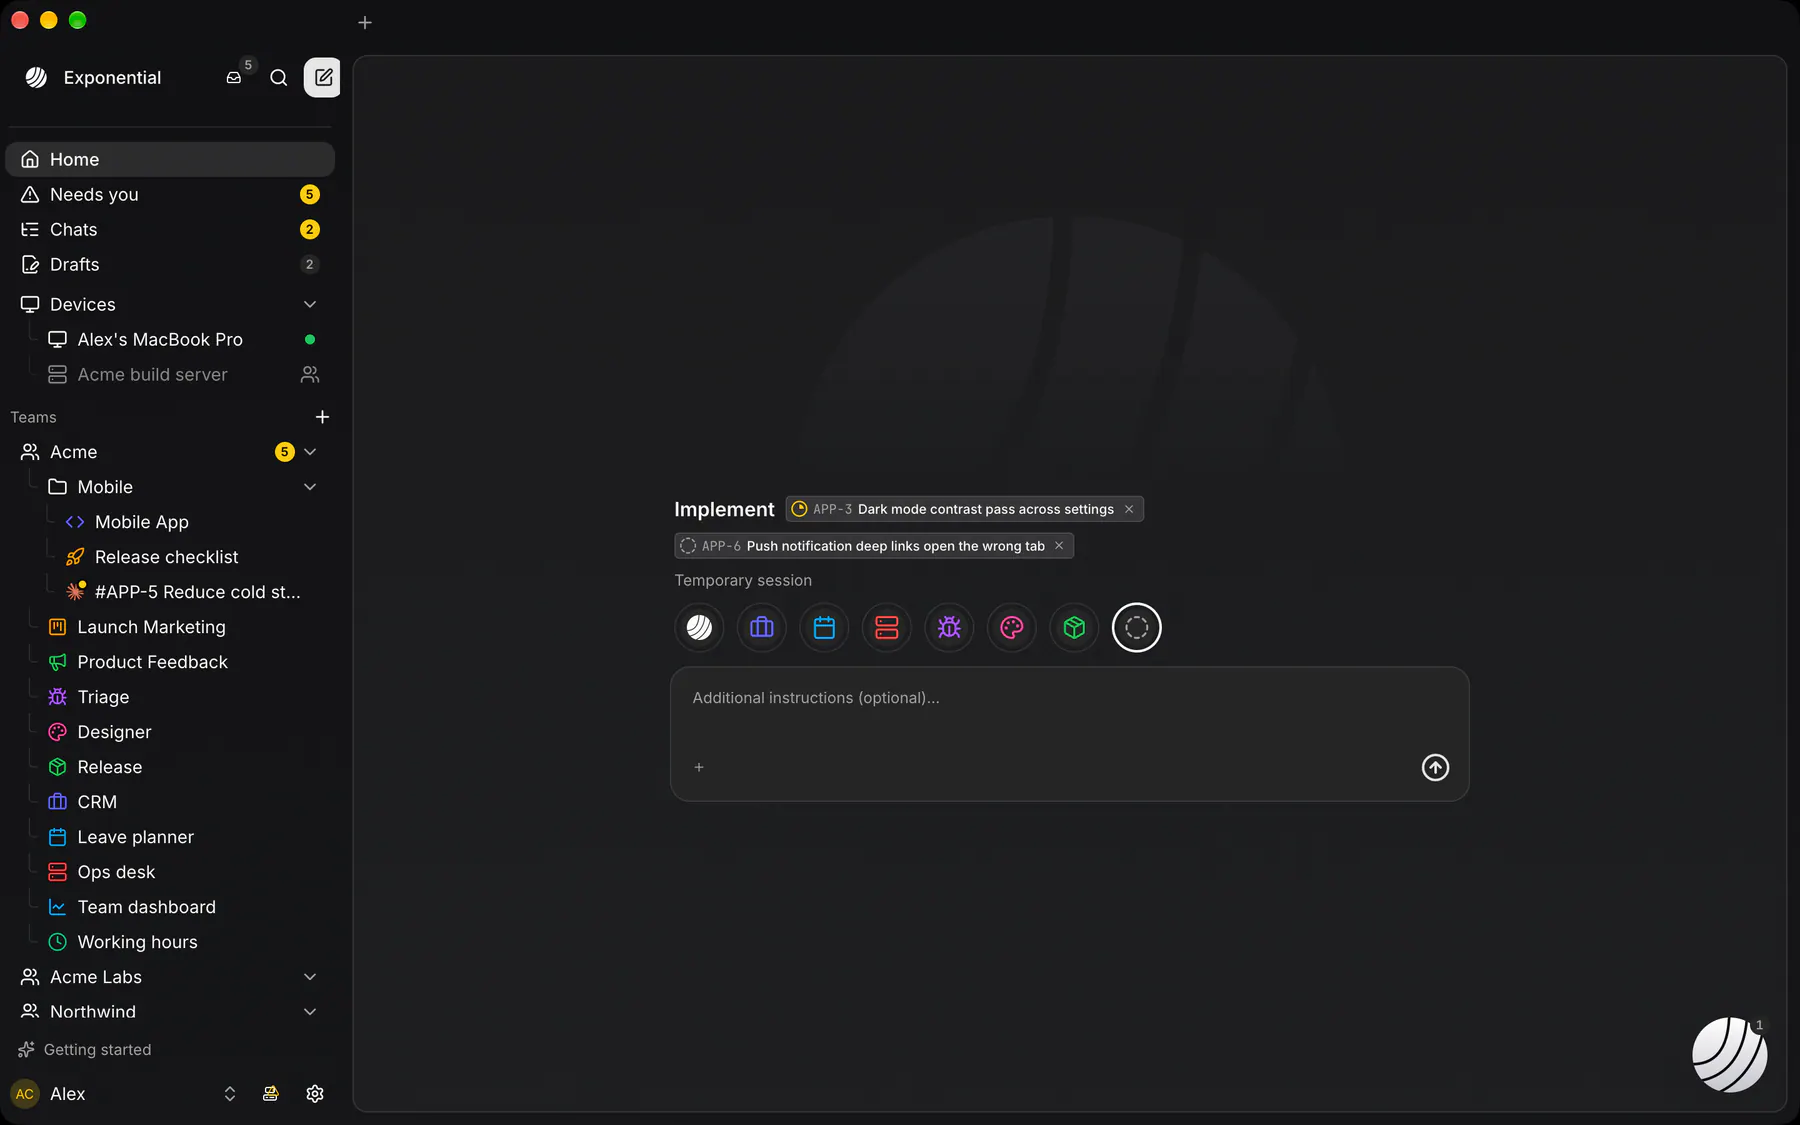 Exponential
5
Home
Needs you
5
Chats
2
Drafts
2
Devices
Alex's MacBook Pro
Acme build server
Teams
Acme
5
Mobile
Mobile App
Release checklist
#APP-5 Reduce cold st...
Launch Marketing
Product Feedback
Triage
Designer
Release
CRM
Leave planner
Ops desk
Team dashboard
Working hours
Acme Labs
Northwind
Getting started
AC
Alex
Implement
APP-3 Dark mode contrast pass across settings
APP-6 Push notification deep links open the wrong tab
Temporary session
Additional instructions (optional)...
1